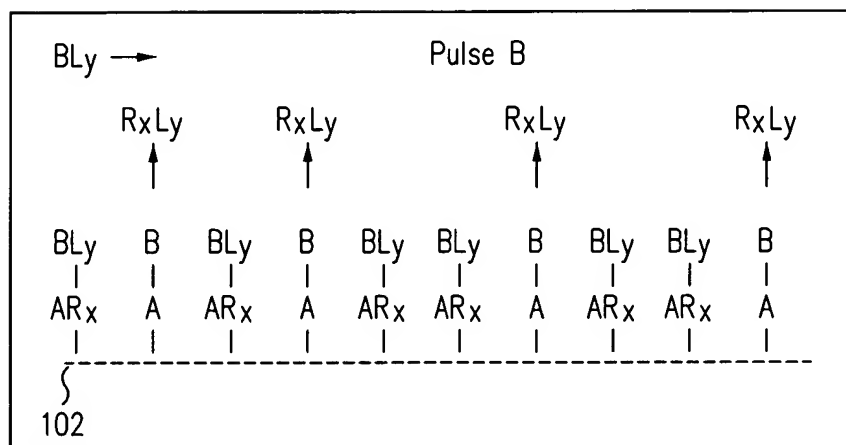 BLy Pulse B
RxLy RxLy RxLy RxLy
BLy B BLy B BLy BLy B BLy BLy B
ARx A ARx A ARx ARx A ARx ARx A
102